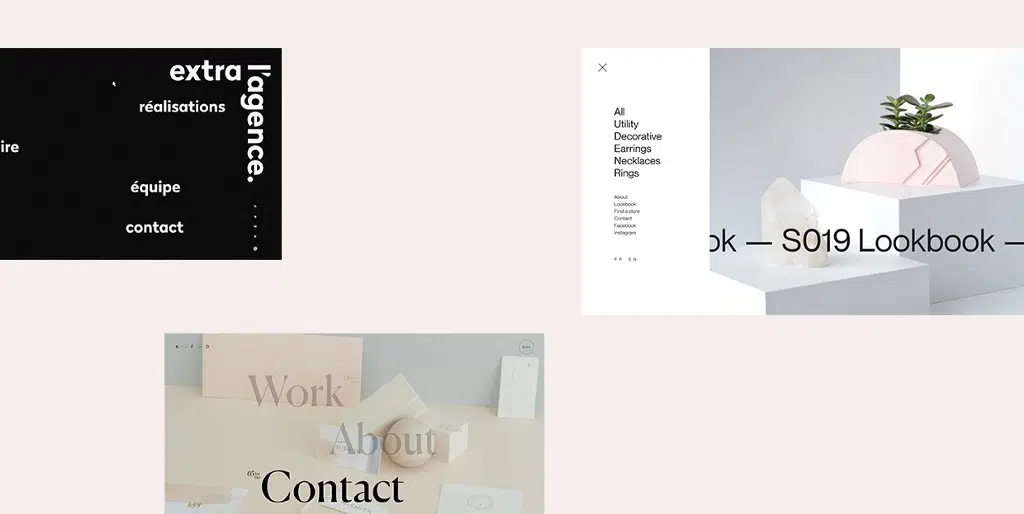 extra
l'agence.
réalisations
ire
équipe
contact
All
Utility
Decorative
Earrings
Necklaces
Rings
About
Lookbook
Find a store
Contact
Facebook
Instagram
FR EN
ok — S019 Lookbook —
K F D
Work
About
Contact